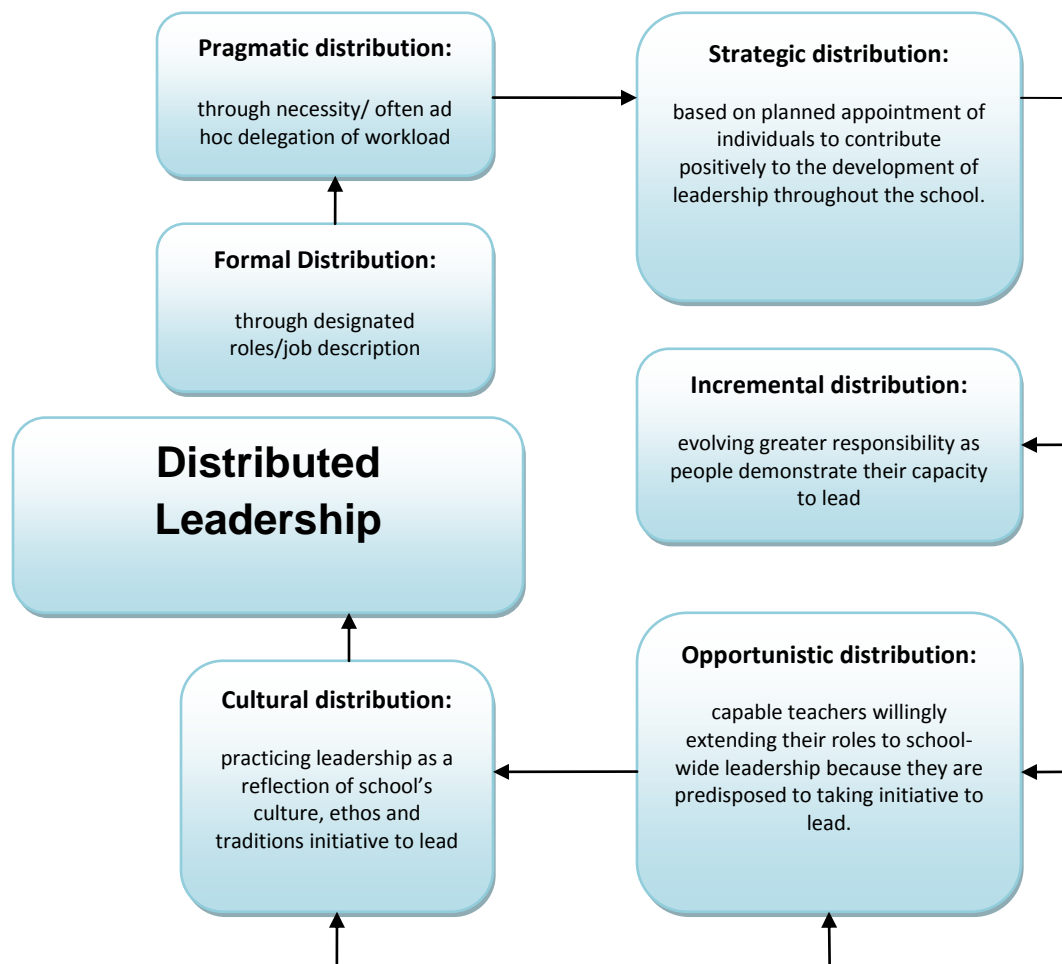 Pragmatic distribution:
through necessity/ often ad
hoc delegation of workload
Strategic distribution:
based on planned appointment of
individuals to contribute
positively to the development of
leadership throughout the school.
Formal Distribution:
through designated
roles/job description
Incremental distribution:
evolving greater responsibility as
people demonstrate their capacity
to lead
Distributed
Leadership
Opportunistic distribution:
capable teachers willingly
extending their roles to school-
wide leadership because they are
predisposed to taking initiative to
lead.
Cultural distribution:
practicing leadership as a
reflection of school’s
culture, ethos and
traditions initiative to lead